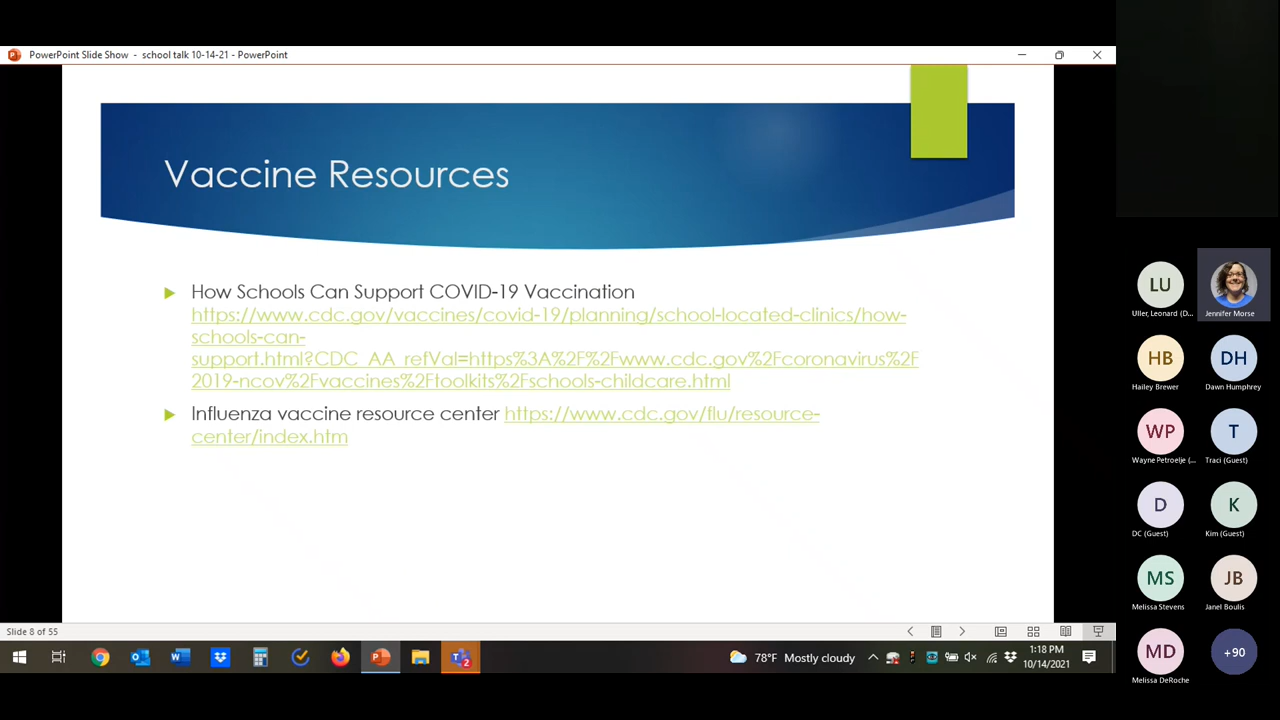 PowerPoint Slide Show - school talk 10-14-21 - PowerPoint
Vaccine Resources
How Schools Can Support COVID-19 Vaccination
https://www.cdc.gov/vaccines/covid-19/planning/school-located-clinics/how-
schools-can-
support.html?CDC_AA_refVal=https%3A%2F%2Fwww.cdc.gov%2Fcoronavirus%2F
2019-ncov%2Fvaccines%2Ftoolkits%2Fschools-childcare.html
Influenza vaccine resource center https://www.cdc.gov/flu/resource-
center/index.htm
Slide 8 of 55
78°F Mostly cloudy
1:18 PM
10/14/2021
2
LU
Uller, Leonard (D...
Jennifer Morse
HB
Hailey Brewer
DH
Dawn Humphrey
WP
Wayne Petroelje (...
T
Traci (Guest)
D
DC (Guest)
K
Kim (Guest)
MS
Melissa Stevens
JB
Janel Boulis
MD
Melissa DeRoche
+90